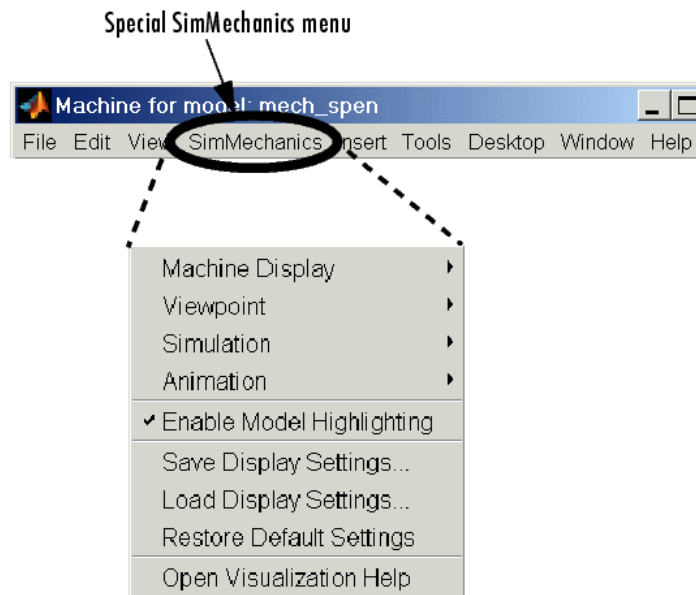 Special SimMechanics menu
Machine for model: mech_spen
File Edit View SimMechanics Insert Tools Desktop Window Help
Machine Display
Viewpoint
Simulation
Animation
Enable Model Highlighting
Save Display Settings...
Load Display Settings...
Restore Default Settings
Open Visualization Help